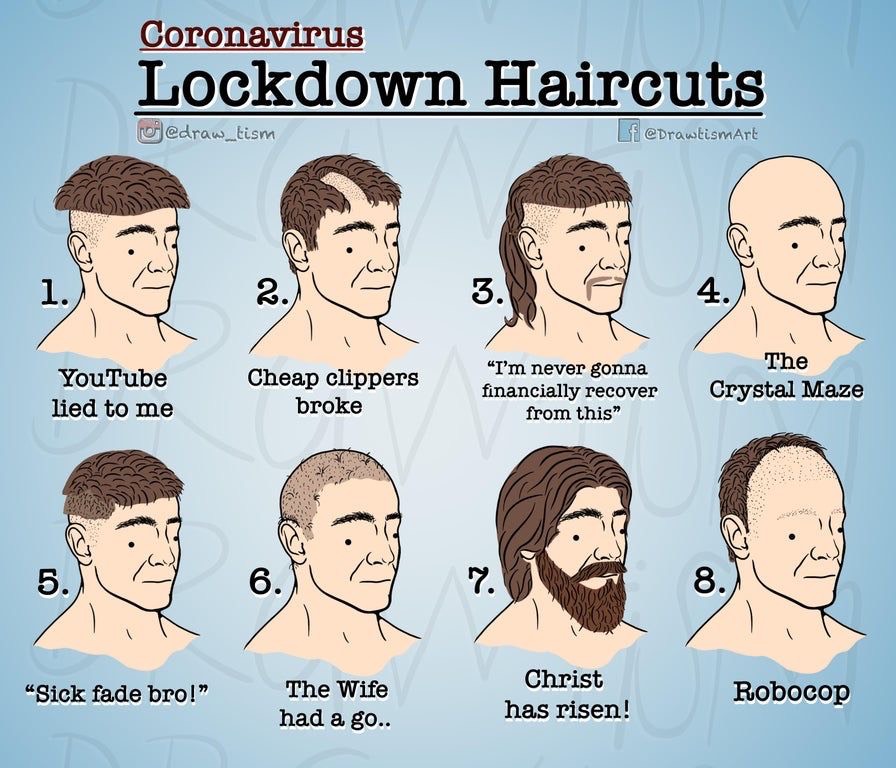 Coronavirus
Lockdown Haircuts
@draw_tism
@DrawtismArt
1.
YouTube
lied to me
2.
Cheap clippers
broke
3.
"I'm never gonna
financially recover
from this"
4.
The
Crystal Maze
5.
"Sick fade bro!"
6.
The Wife
had a go..
7.
Christ
has risen!
8.
Robocop